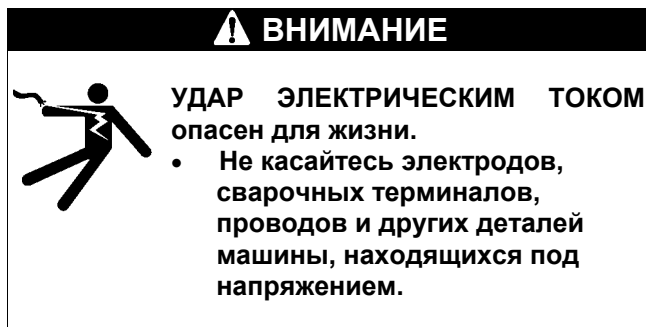 ВНИМАНИЕ
УДАР ЭЛЕКТРИЧЕСКИМ ТОКОМ
опасен для жизни.
• Не касайтесь электродов,
сварочных терминалов,
проводов и других деталей
машины, находящихся под
напряжением.